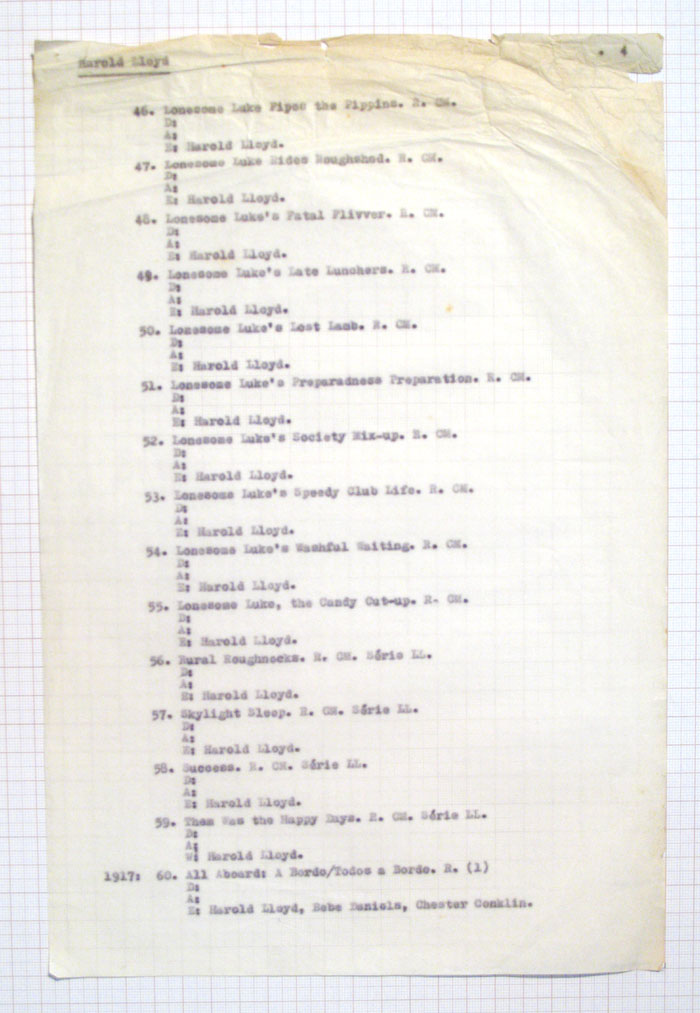 Harold Lloyd
* 4
46. Lonesome Luke Pipes the Pippins. R. CM.
D:
A:
E: Harold Lloyd.
47. Lonesome Luke Rides Roughshod. R. CM.
D:
A:
E: Harold Lloyd.
48. Lonesome Luke's Fatal Flivver. R. CM.
D:
A:
E: Harold Lloyd.
49. Lonesome Luke's Late Lunchers. R. CM.
D:
A:
E: Harold Lloyd.
50. Lonesome Luke's Lost Lamb. R. CM.
D:
A:
E: Harold Lloyd.
51. Lonesome Luke's Preparadness Preparation. R. CM.
D:
A:
E: Harold Lloyd.
52. Lonesome Luke's Society Mix-up. R. CM.
D:
A:
E: Harold Lloyd.
53. Lonesome Luke's Speedy Club Life. R. CM.
D:
A:
E: Harold Lloyd.
54. Lonesome Luke's Washful Waiting. R. CM.
D:
A:
E: Harold Lloyd.
55. Lonesome Luke, the Candy Cut-up. R. CM.
D:
A:
E: Harold Lloyd.
56. Rural Roughnecks. R. CM. Série LL.
D:
A:
E: Harold Lloyd.
57. Skylight Sleep. R. CM. Série LL.
D:
A:
E: Harold Lloyd.
58. Success. R. CM. Série LL.
D:
A:
E: Harold Lloyd.
59. Them Was the Happy Days. R. CM. Série LL.
D:
A:
W: Harold Lloyd.
1917: 60. All Aboard: A Bordo/Todos a Bordo. R. (1)
D:
A:
E: Harold Lloyd, Bebe Daniels, Chester Conklin.